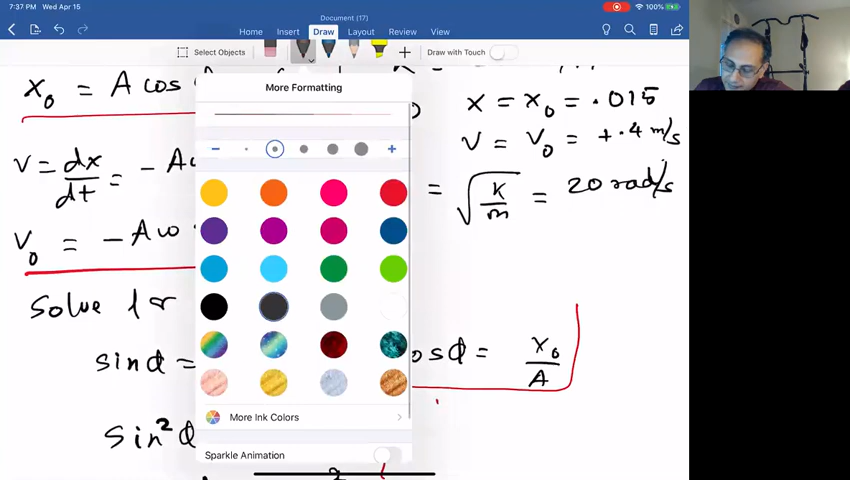 7:37 PM Wed Apr 15
100%
Document (17)
Home Insert Draw Layout Review View
Select Objects
Draw with Touch
More Formatting
x₀ = A cos
x = x₀ = .015
v = v₀ = +.4 m/s
v = dx/dt = - A
= √(K/m) = 20 rad/s
v₀ = - A ω
Solve for
sin ϕ =
cos ϕ = x₀/A
sin² ϕ
More Ink Colors
Sparkle Animation